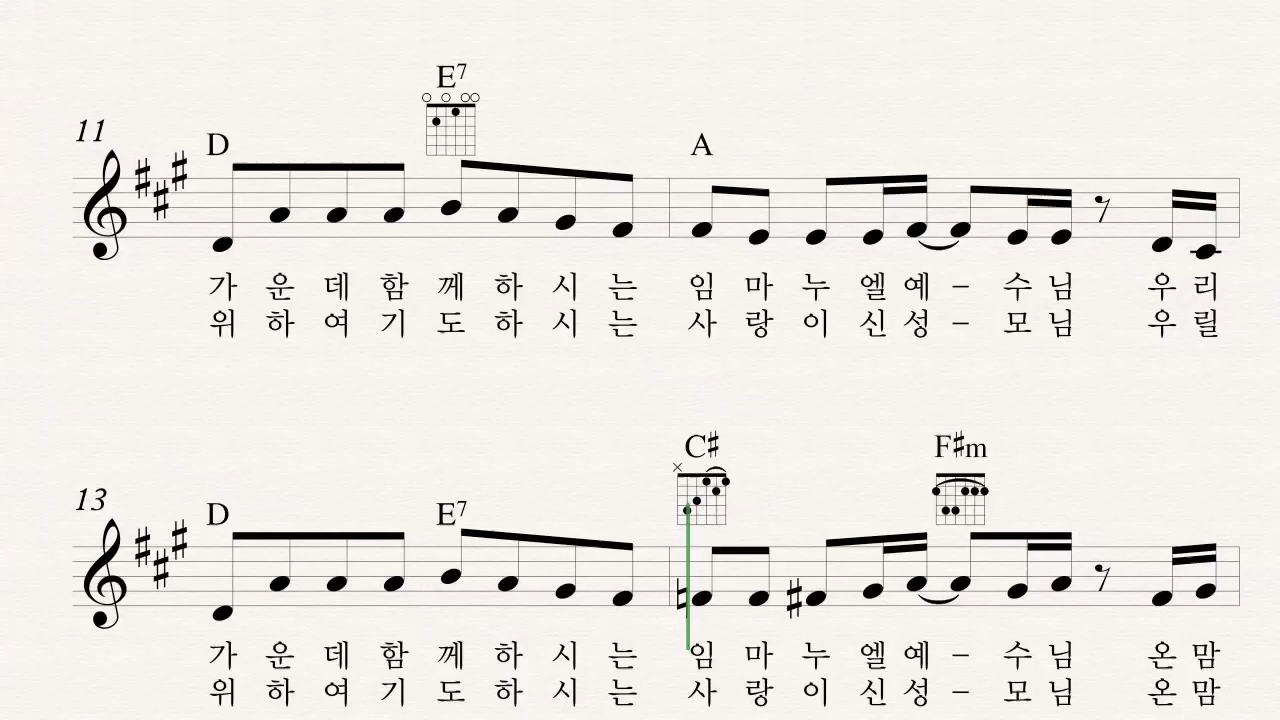 E7
11
D A
가 운 데 함 께 하 시 는 임 마 누 엘 예 – 수 님 우 리
위 하 여 기 도 하 시 는 사 랑 이 신 성 – 모 님 우 릴
C# F#m
13
D E7
가 운 데 함 께 하 시 는 임 마 누 엘 예 – 수 님 온 맘
위 하 여 기 도 하 시 는 사 랑 이 신 성 – 모 님 온 맘